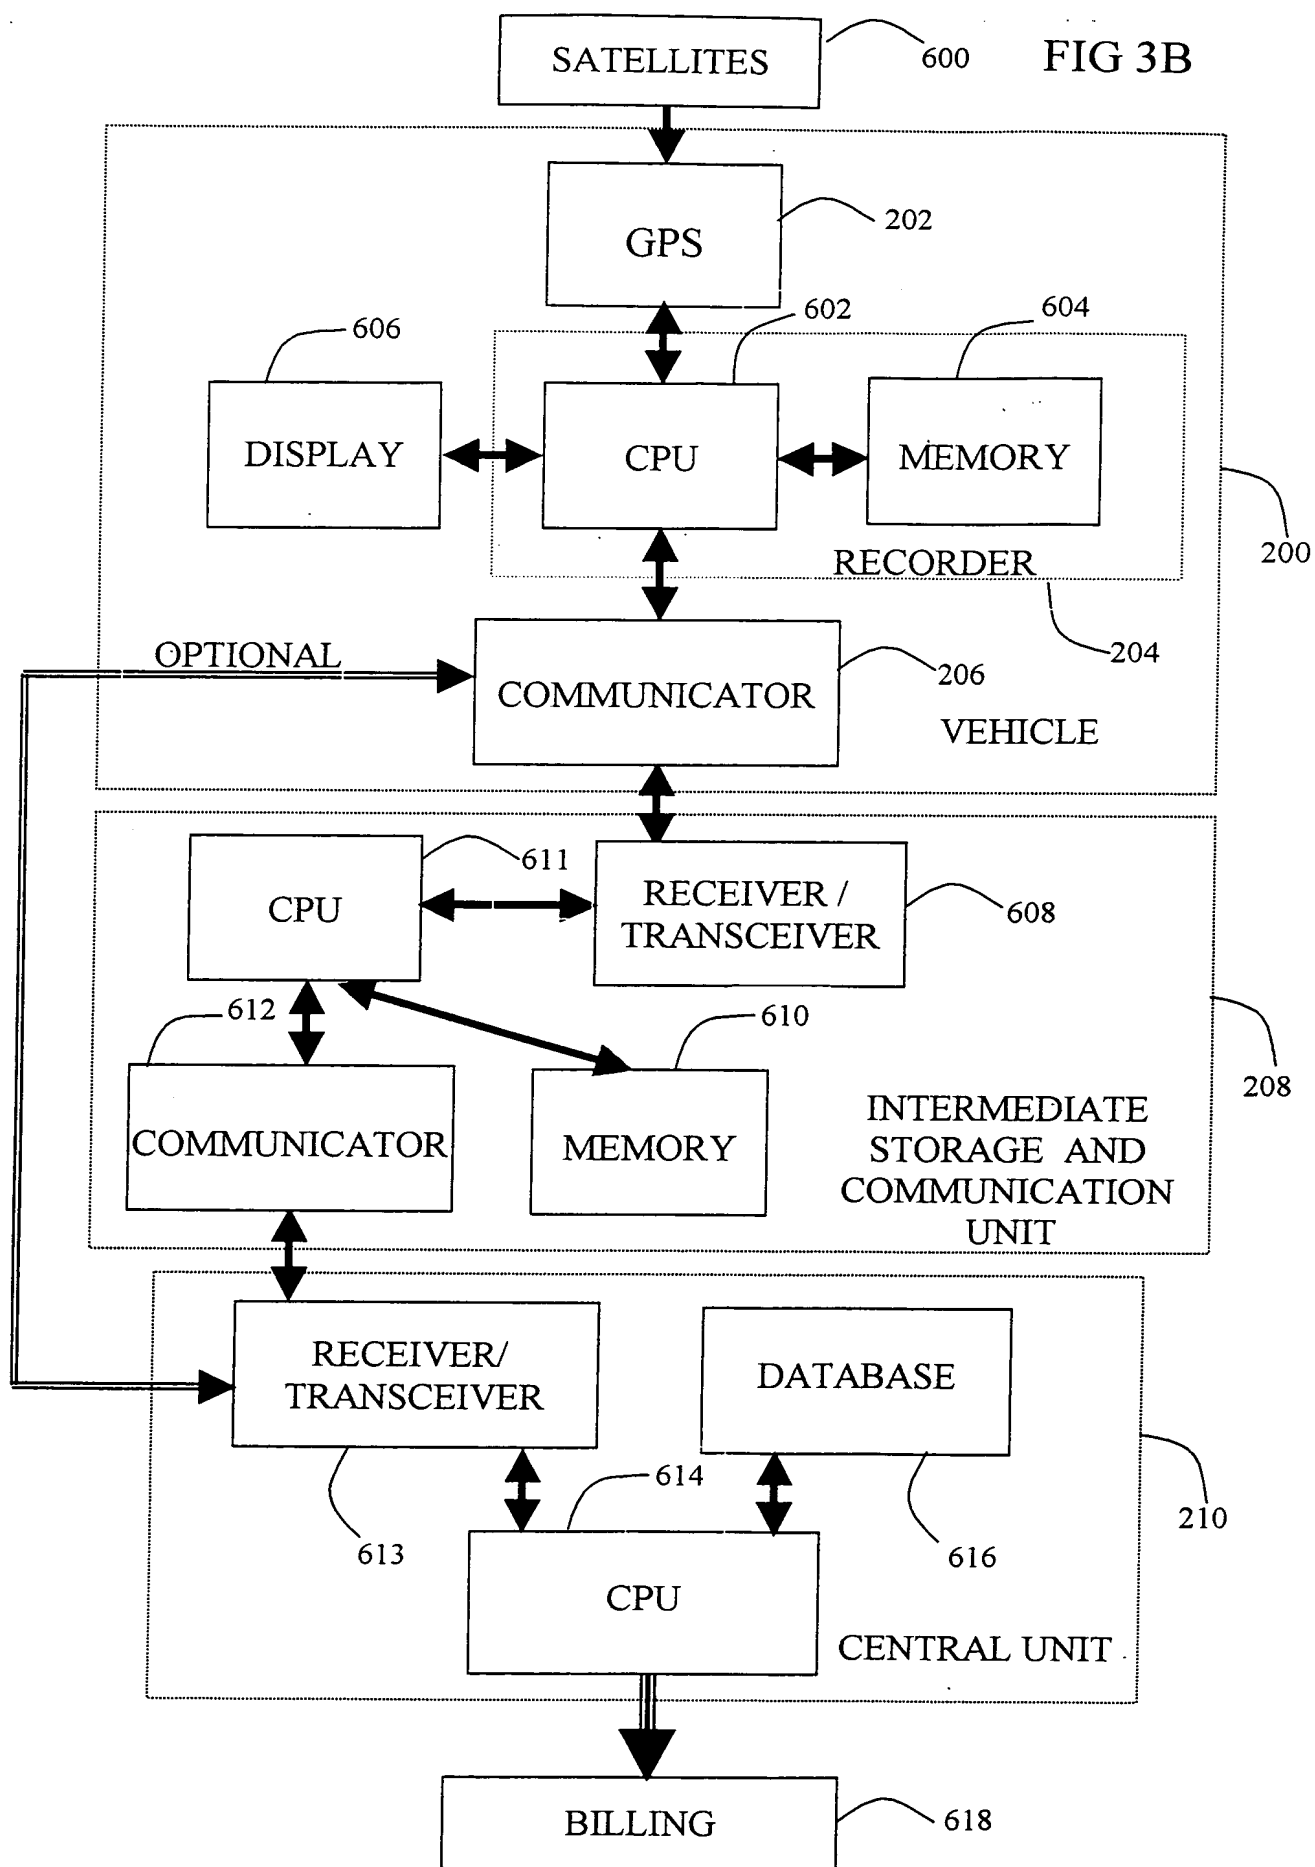 SATELLITES
600
FIG 3B
GPS
202
606
602
604
DISPLAY
CPU
MEMORY
RECORDER
200
OPTIONAL
204
COMMUNICATOR
206
VEHICLE
CPU
611
RECEIVER /
TRANSCEIVER
608
612
610
COMMUNICATOR
MEMORY
208
INTERMEDIATE
STORAGE AND
COMMUNICATION
UNIT
RECEIVER/
TRANSCEIVER
DATABASE
614
613
616
210
CPU
CENTRAL UNIT
BILLING
618